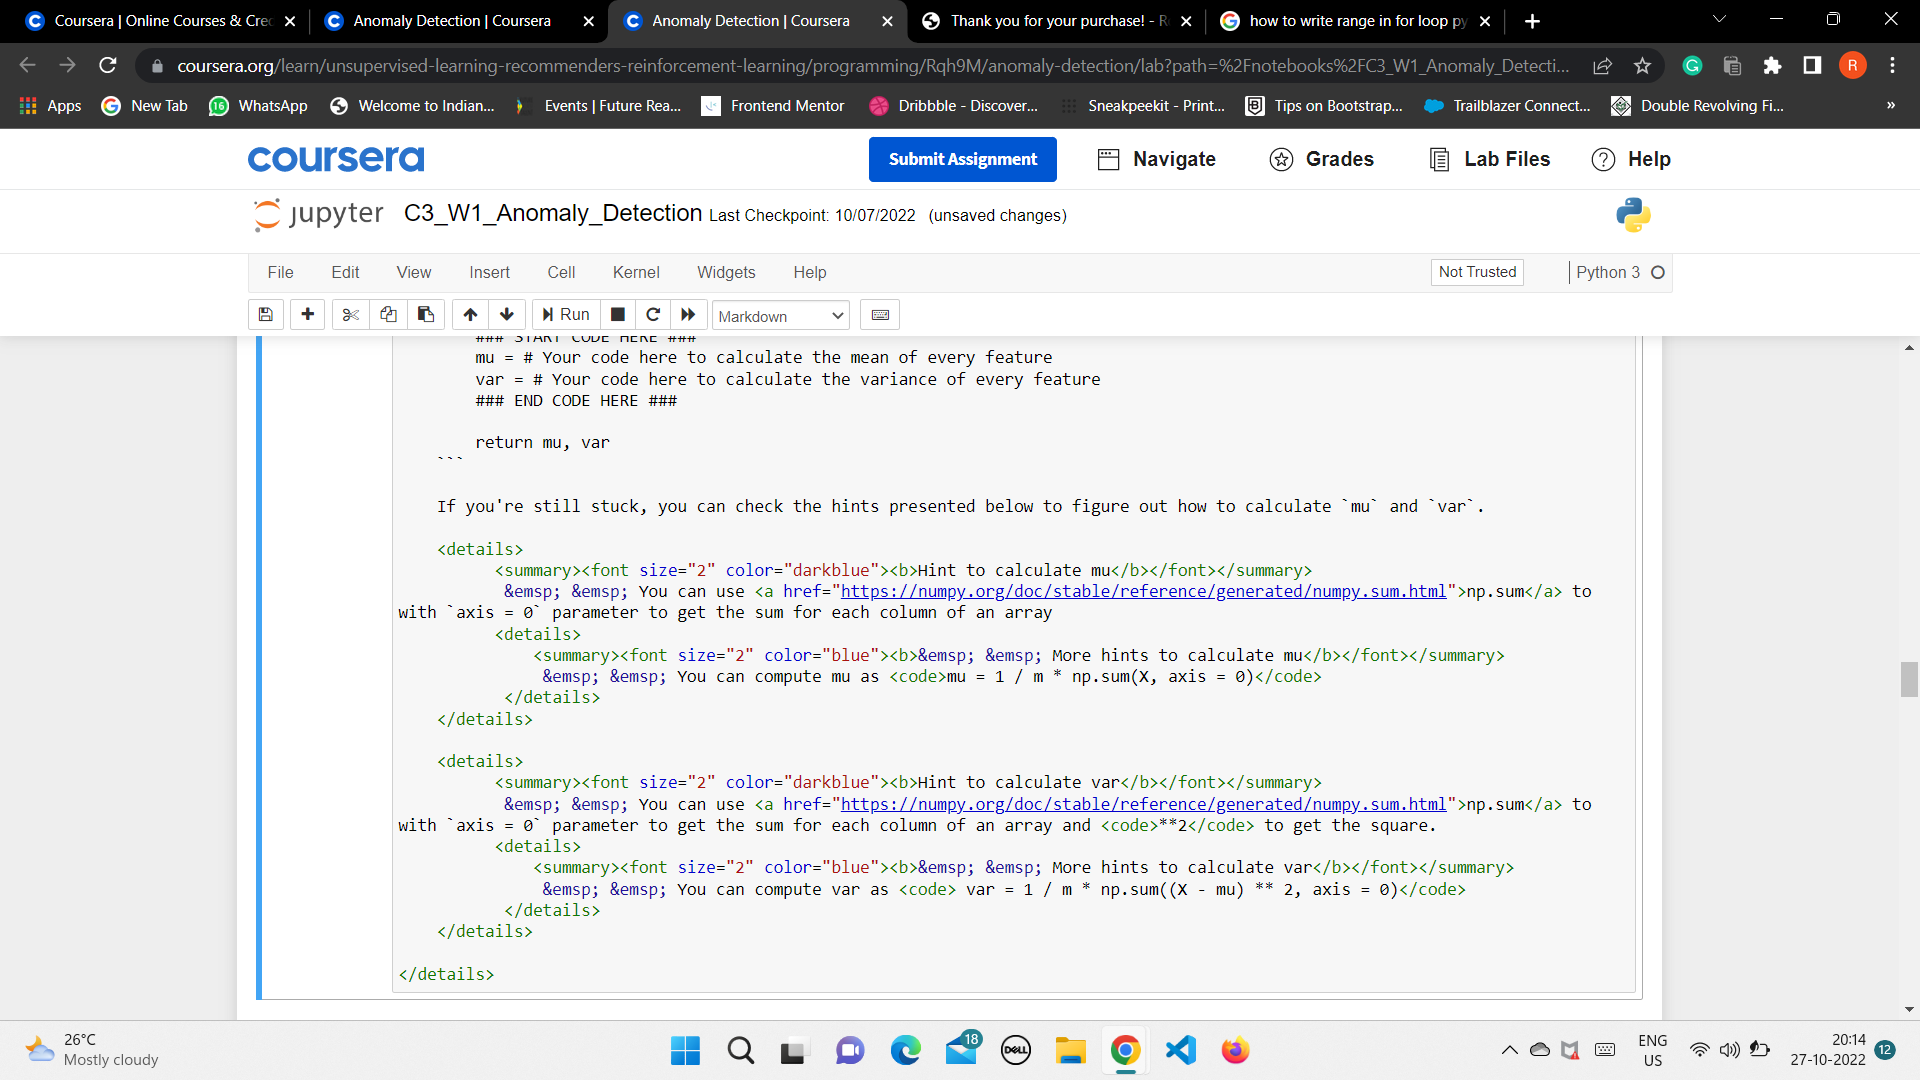 Coursera | Online Courses & Cre
Anomaly Detection | Coursera
Anomaly Detection | Coursera
Thank you for your purchase! - R
how to write range in for loop py
coursera.org/learn/unsupervised-learning-recommenders-reinforcement-learning/programming/Rqh9M/anomaly-detection/lab?path=%2Fnotebooks%2FC3_W1_Anomaly_Detecti...
R
Apps
New Tab
16
WhatsApp
Welcome to Indian...
Events | Future Rea...
Frontend Mentor
Dribbble - Discover...
Sneakpeekit - Print...
Tips on Bootstrap...
Trailblazer Connect...
Double Revolving Fi...
»
coursera
Submit Assignment
Navigate
Grades
Lab Files
Help
jupyter
C3_W1_Anomaly_Detection Last Checkpoint: 10/07/2022 (unsaved changes)
File
Edit
View
Insert
Cell
Kernel
Widgets
Help
Not Trusted
Python 3
Run
Markdown
### START CODE HERE ###
mu = # Your code here to calculate the mean of every feature
var = # Your code here to calculate the variance of every feature
### END CODE HERE ###
return mu, var
```
If you're still stuck, you can check the hints presented below to figure out how to calculate `mu` and `var`.
<details>
<summary><font size="2" color="darkblue"><b>Hint to calculate mu</b></font></summary>
&emsp; &emsp; You can use <a href="https://numpy.org/doc/stable/reference/generated/numpy.sum.html">np.sum</a> to
with `axis = 0` parameter to get the sum for each column of an array
<details>
<summary><font size="2" color="blue"><b>&emsp; &emsp; More hints to calculate mu</b></font></summary>
&emsp; &emsp; You can compute mu as <code>mu = 1 / m * np.sum(X, axis = 0)</code>
</details>
</details>
<details>
<summary><font size="2" color="darkblue"><b>Hint to calculate var</b></font></summary>
&emsp; &emsp; You can use <a href="https://numpy.org/doc/stable/reference/generated/numpy.sum.html">np.sum</a> to
with `axis = 0` parameter to get the sum for each column of an array and <code>**2</code> to get the square.
<details>
<summary><font size="2" color="blue"><b>&emsp; &emsp; More hints to calculate var</b></font></summary>
&emsp; &emsp; You can compute var as <code> var = 1 / m * np.sum((X - mu) ** 2, axis = 0)</code>
</details>
</details>
</details>
26°C
Mostly cloudy
18
DELL
ENG
US
20:14
27-10-2022
12